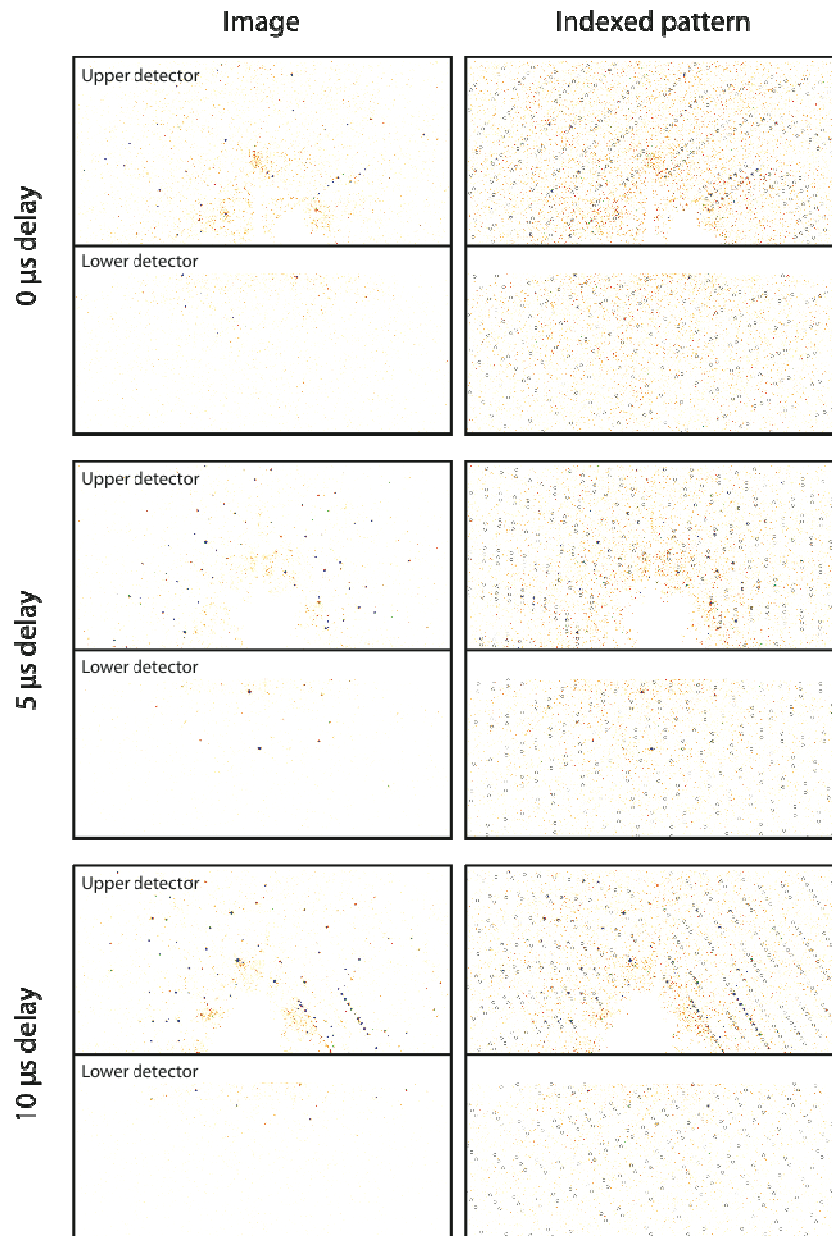 Image
Indexed pattern
0 µs delay
Upper detector
Lower detector
5 µs delay
Upper detector
Lower detector
10 µs delay
Upper detector
Lower detector